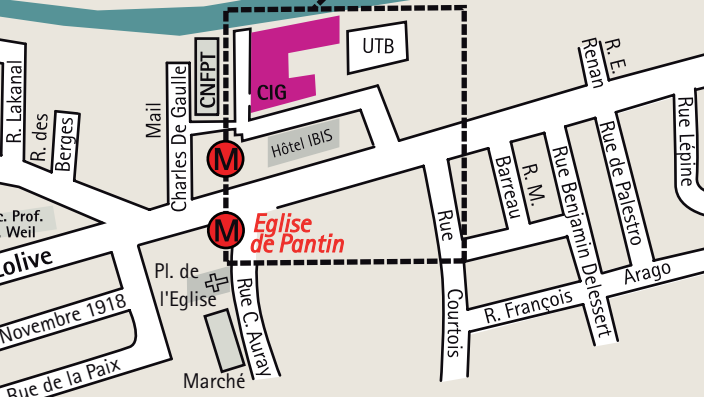 UTB
CNFPT
CIG
R. E.
Renan
R. Lakanal
R. des
Berges
Mail
Charles De Gaulle
Hôtel IBIS
M
M
Eglise
de Pantin
Rue
Courtois
Barreau
R. M.
Rue Benjamin Delessert
Rue de Palestro
Rue Lépine
c. Prof.
. Weil
Lolive
Pl. de
l'Eglise
Rue C. Auray
Marché
Novembre 1918
Rue de la Paix
R. François
Arago